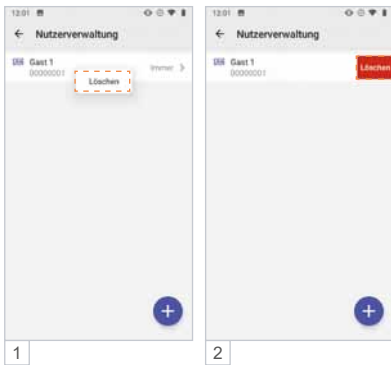 12:01
Nutzerverwaltung
Gast 1
00000001
Immer
Löschen
1
12:01
Nutzerverwaltung
Gast 1
00000001
Löschen
2